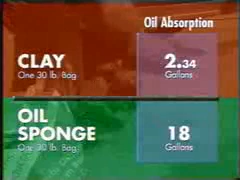 Oil Absorption
CLAY
One 30 lb. Bag
2.34
Gallons
OIL
SPONGE
One 30 lb. Bag
18
Gallons